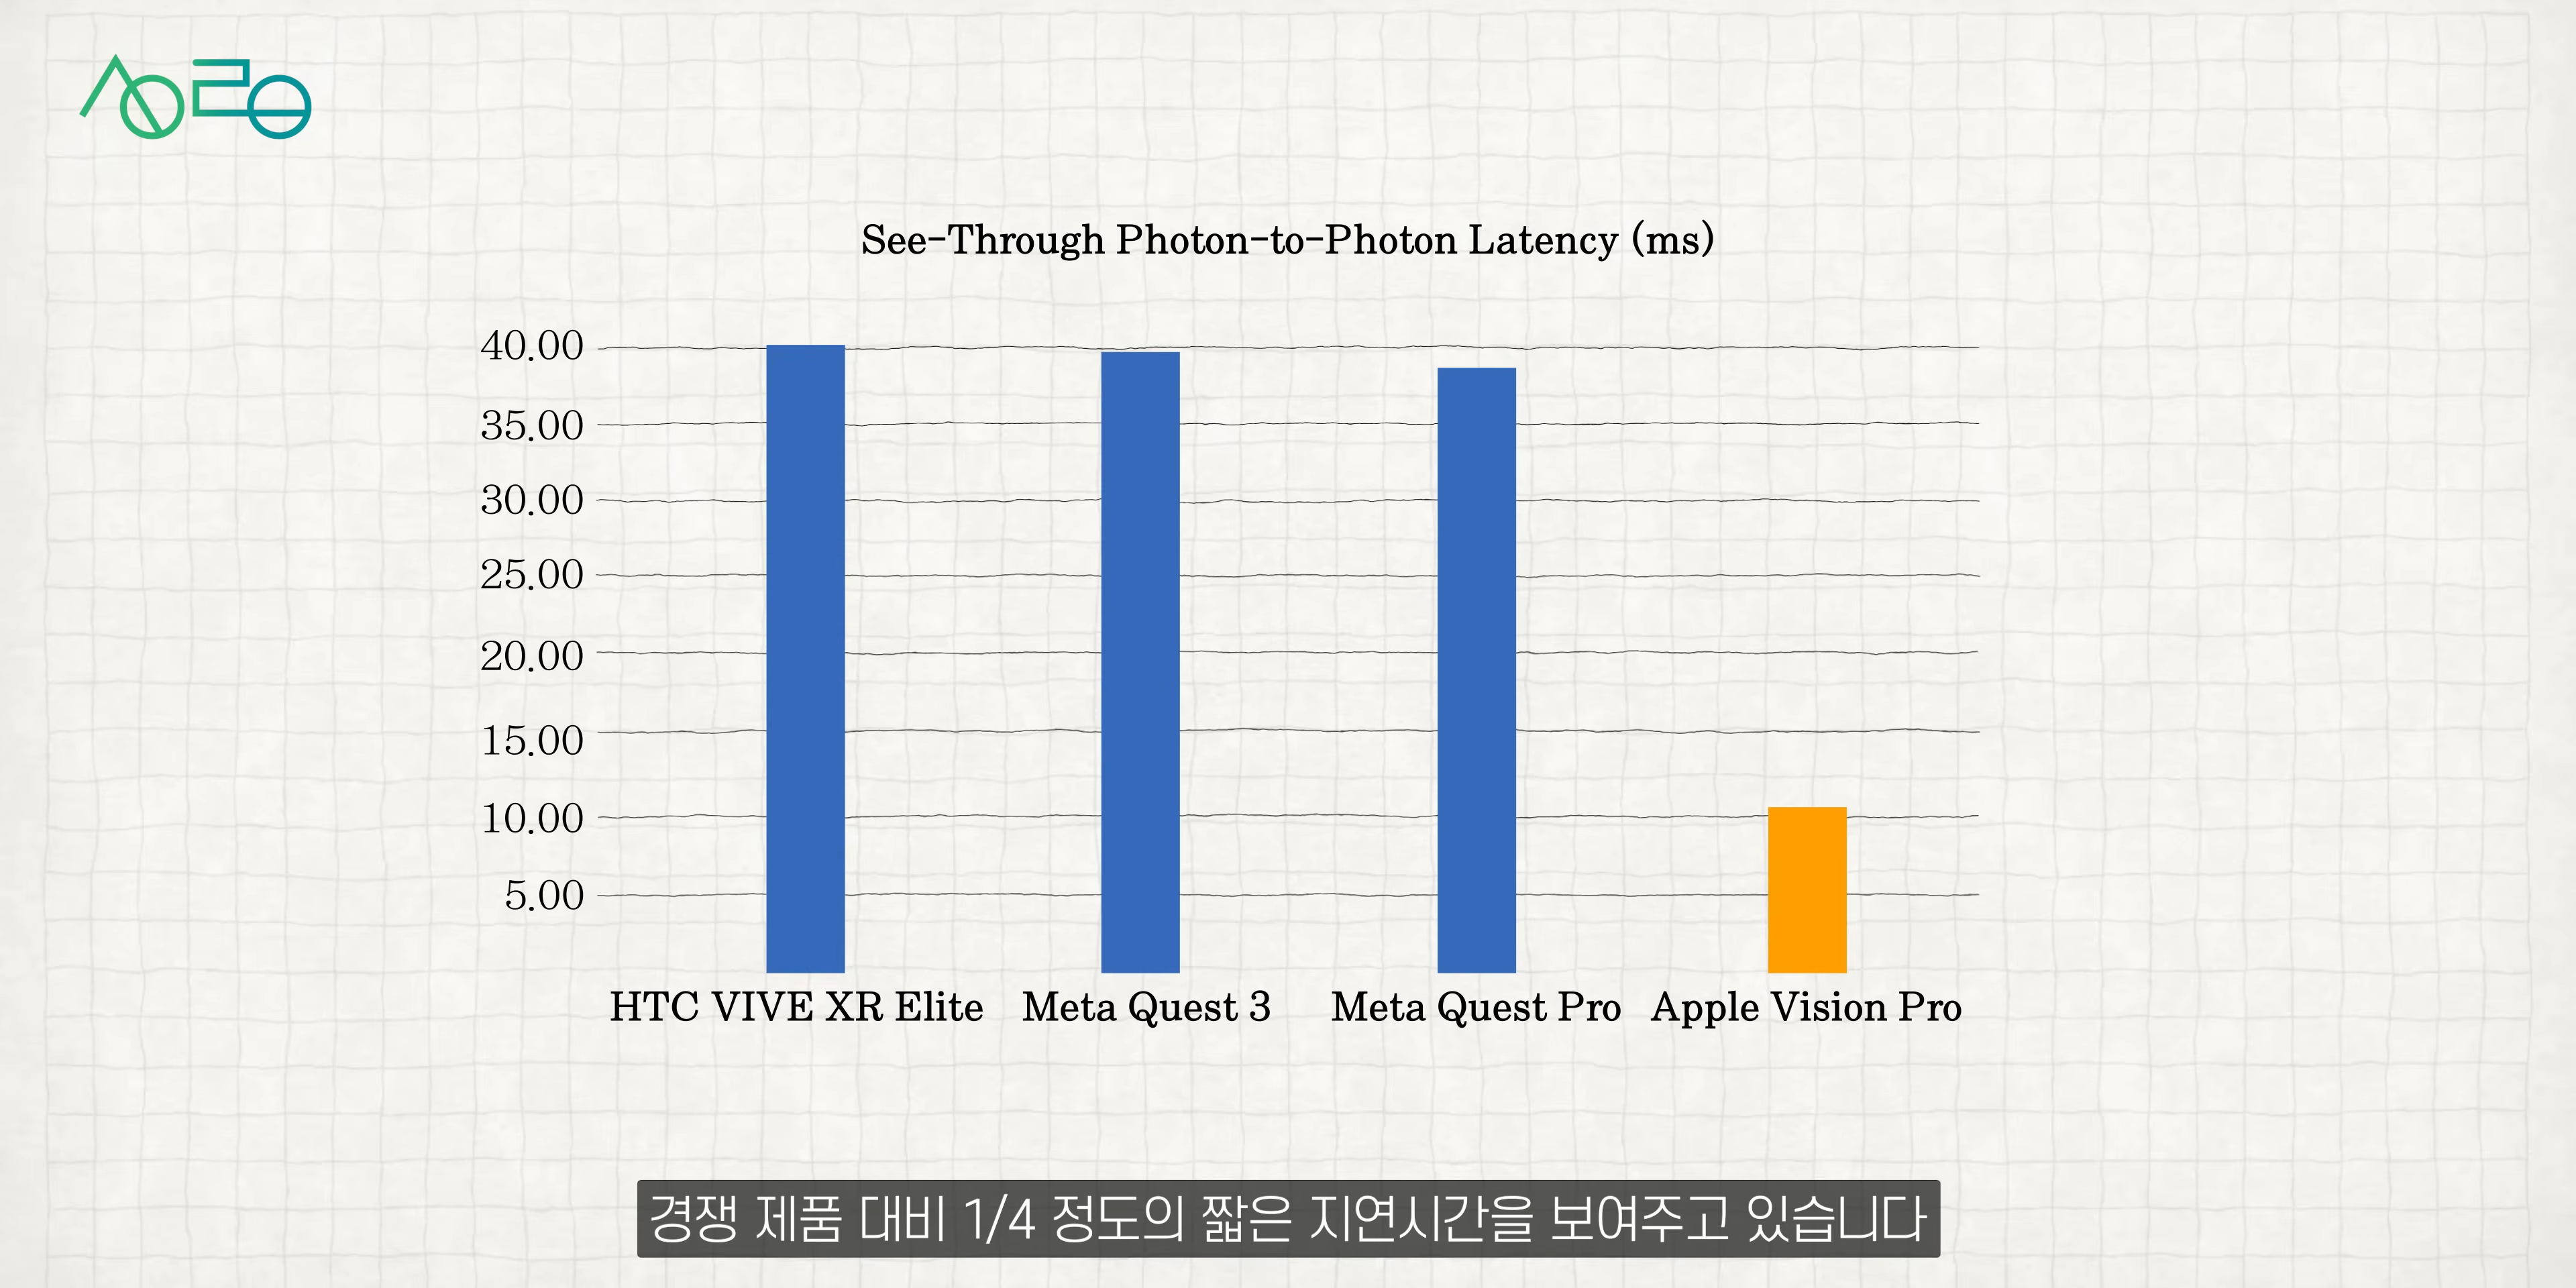 See-Through Photon-to-Photon Latency (ms)
40.00
35.00
30.00
25.00
20.00
15.00
10.00
5.00
HTC VIVE XR Elite Meta Quest 3 Meta Quest Pro Apple Vision Pro
경쟁 제품 대비 1/4 정도의 짧은 지연시간을 보여주고 있습니다